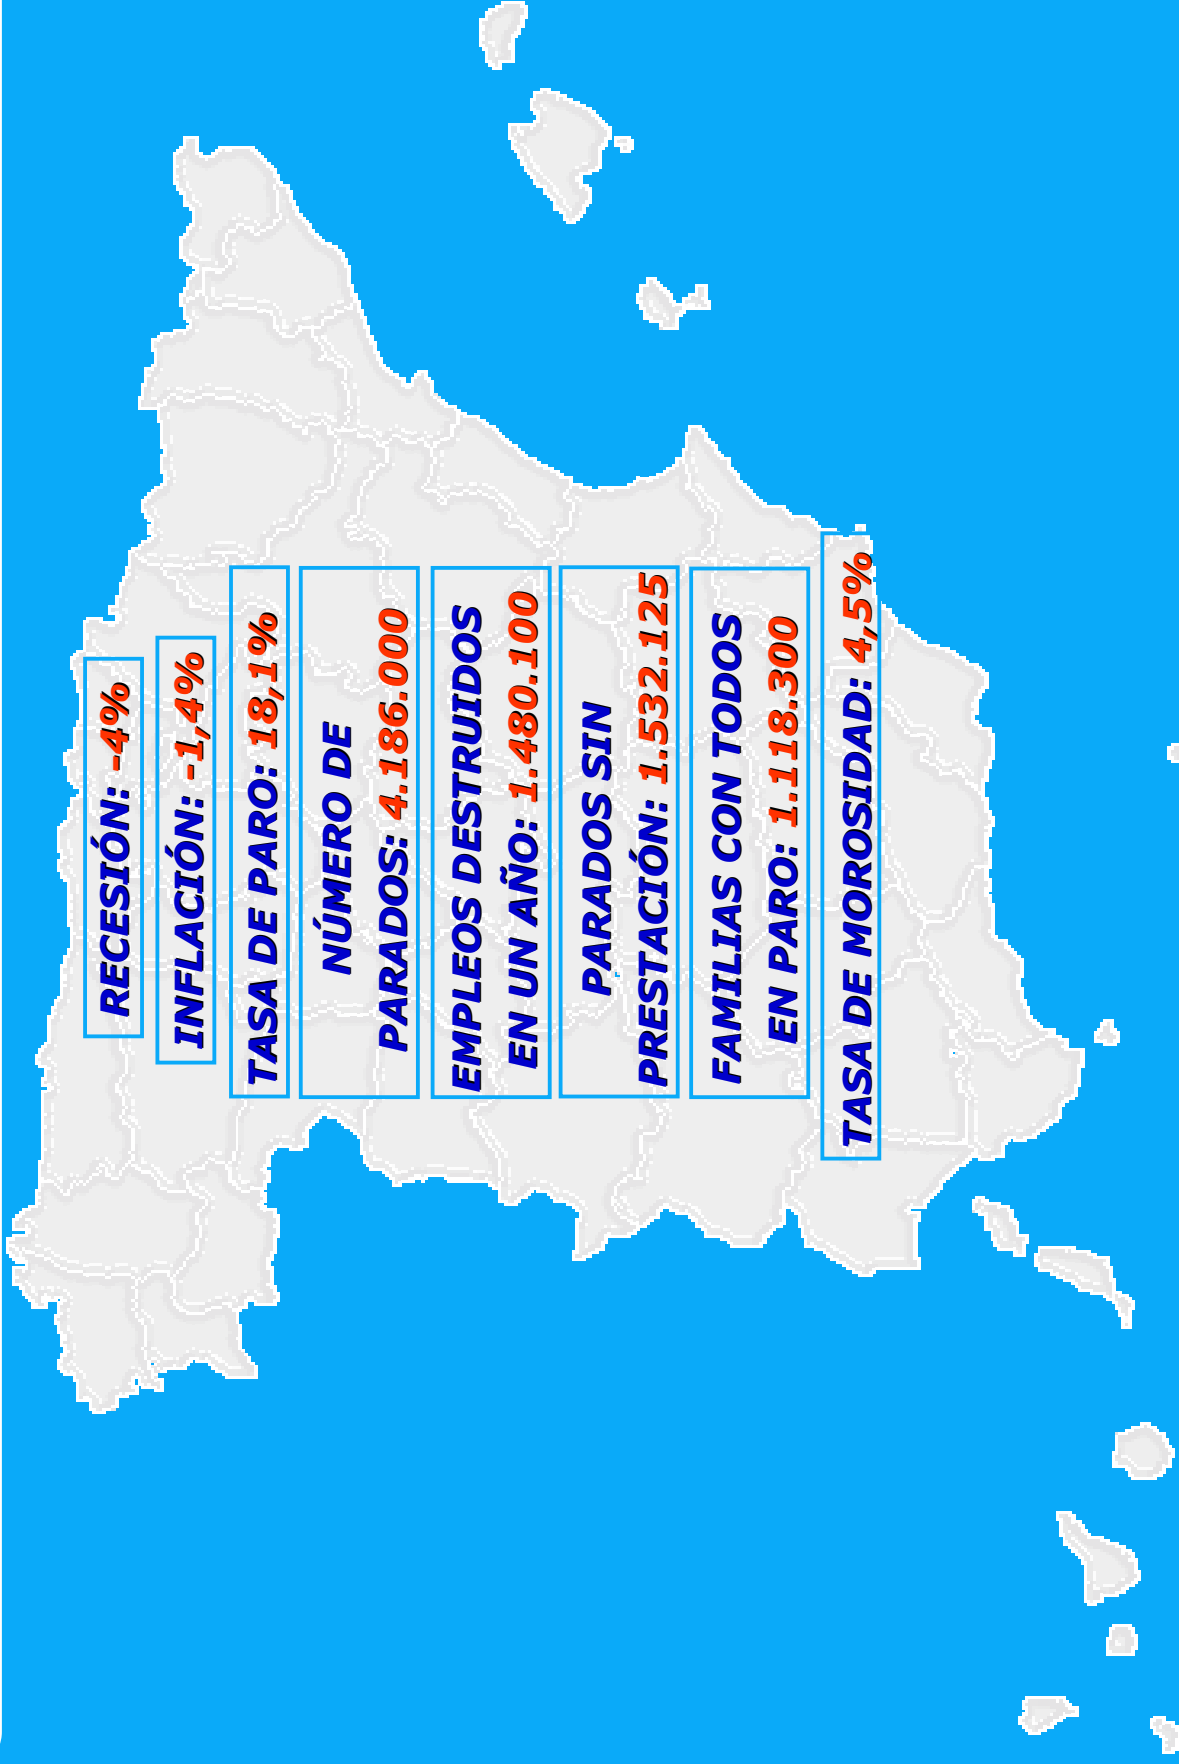 RECESIÓN: -4%
INFLACIÓN: -1,4%
TASA DE PARO: 18,1%
NÚMERO DE
PARADOS: 4.186.000
EMPLEOS DESTRUIDOS
EN UN AÑO: 1.480.100
PARADOS SIN
PRESTACIÓN: 1.532.125
FAMILIAS CON TODOS
EN PARO: 1.118.300
TASA DE MOROSIDAD: 4,5%